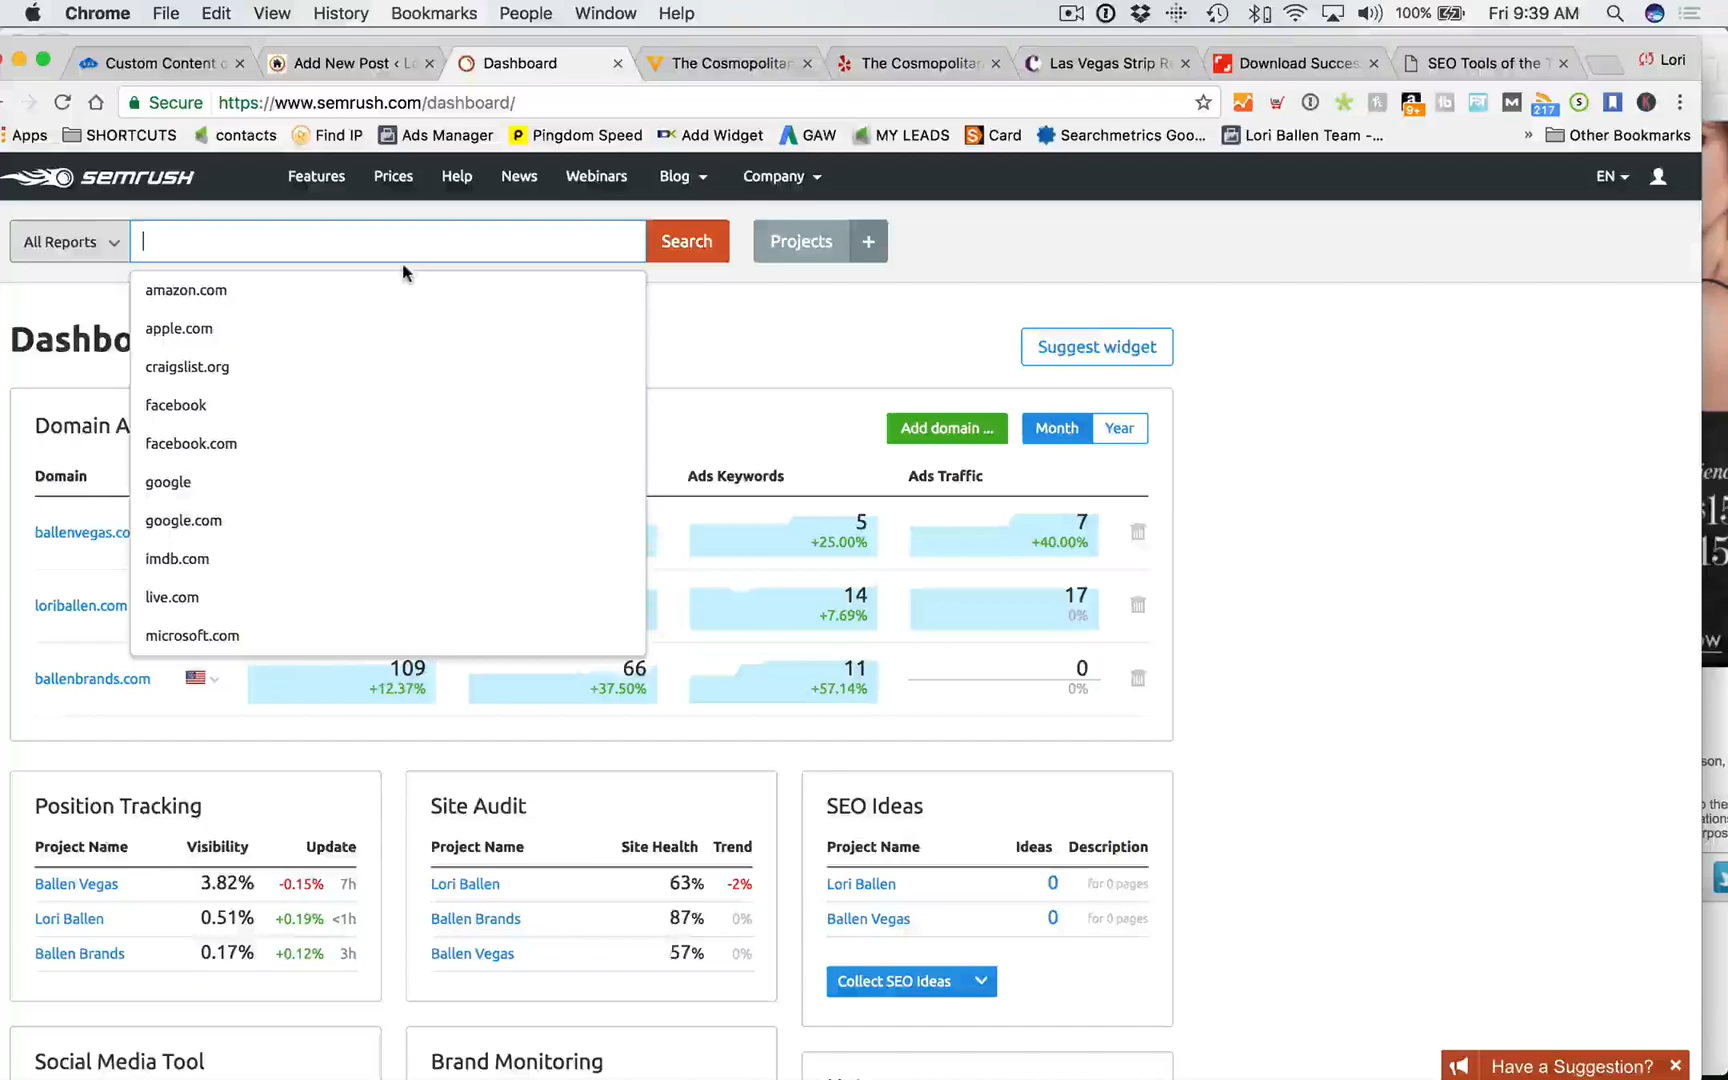 Chrome File Edit View History Bookmarks People Window Help 100% Fri 9:39 AM
Custom Content o Add New Post ‹ L Dashboard The Cosmopolitan The Cosmopolitan Las Vegas Strip R Download Succes SEO Tools of the T Lori
Secure https://www.semrush.com/dashboard/ 9+ 217
Apps SHORTCUTS contacts Find IP Ads Manager Pingdom Speed Add Widget GAW MY LEADS Card Searchmetrics Goo... Lori Ballen Team -... » Other Bookmarks
SEMRUSH Features Prices Help News Webinars Blog Company EN
All Reports Search Projects +
amazon.com
apple.com
craigslist.org
facebook
facebook.com
google
google.com
imdb.com
live.com
microsoft.com
Dashbo Suggest widget
Domain A Add domain ... Month Year
Domain Ads Keywords Ads Traffic
ballenvegas.co 5 7
+25.00% +40.00%
loriballen.com 14 17
+7.69% 0%
ballenbrands.com 109 66 11 0
+12.37% +37.50% +57.14% 0%
Position Tracking
Project Name Visibility Update
Ballen Vegas 3.82% -0.15% 7h
Lori Ballen 0.51% +0.19% <1h
Ballen Brands 0.17% +0.12% 3h
Site Audit
Project Name Site Health Trend
Lori Ballen 63% -2%
Ballen Brands 87% 0%
Ballen Vegas 57% 0%
SEO Ideas
Project Name Ideas Description
Lori Ballen 0 for 0 pages
Ballen Vegas 0 for 0 pages
Collect SEO Ideas
Social Media Tool
Brand Monitoring
Have a Suggestion? ×